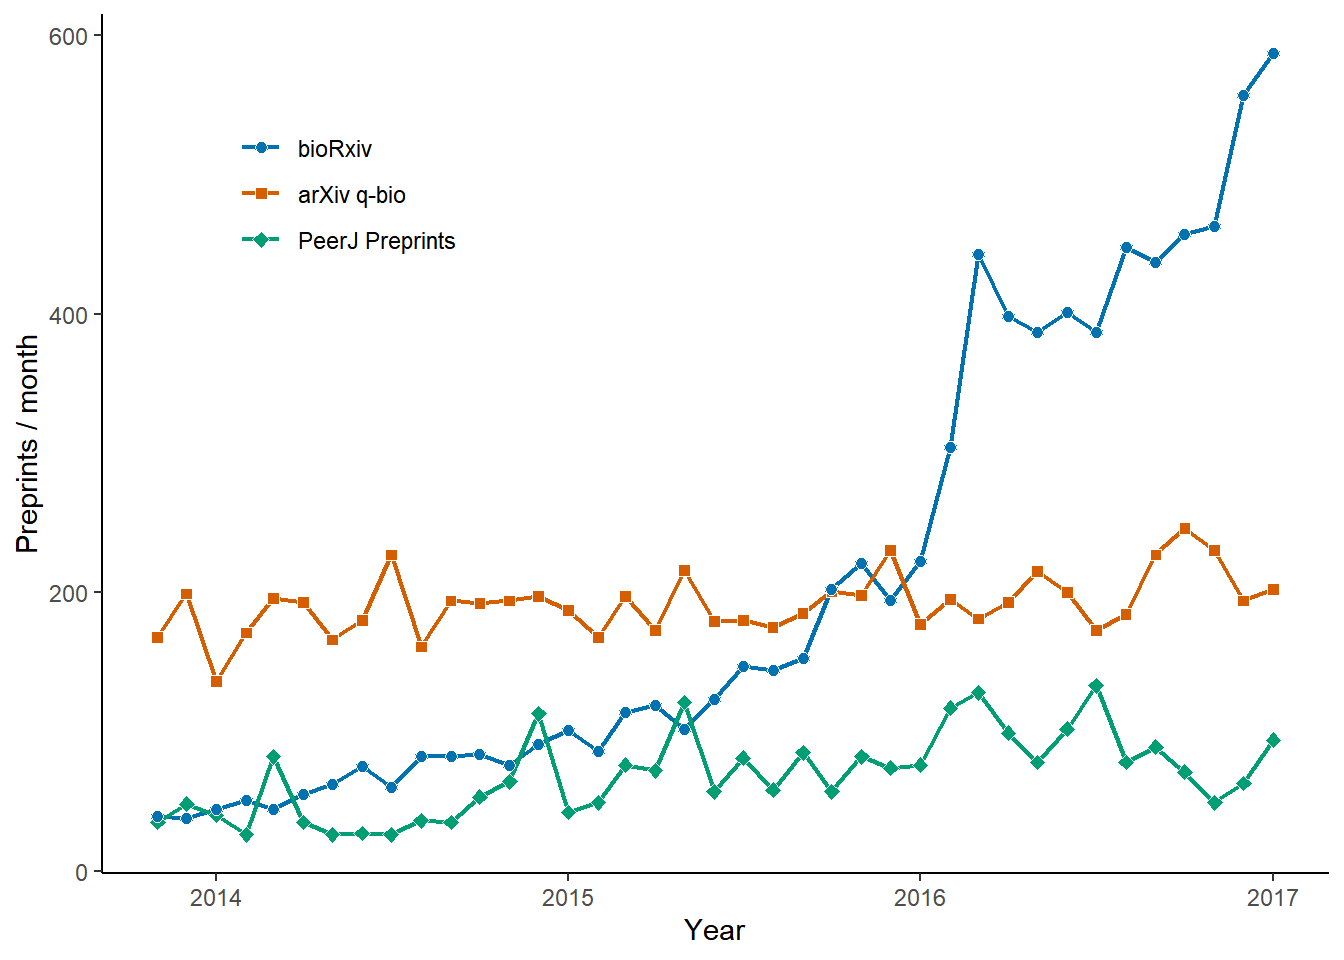 600
400
200
0
Preprints / month
bioRxiv
arXiv q-bio
PeerJ Preprints
2014 2015 2016 2017
Year